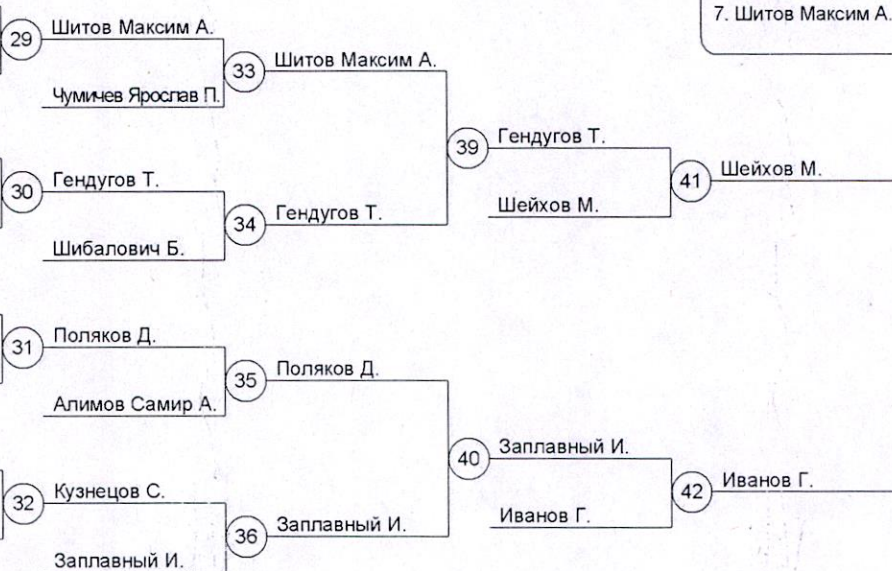 7. Шитов Максим А.
29 Шитов Максим А.
33 Шитов Максим А.
Чумичев Ярослав П.
39 Гендугов Т.
41 Шейхов М.
30 Гендугов Т.
34 Гендугов Т.
Шейхов М.
Шибалович Б.
31 Поляков Д.
35 Поляков Д.
Алимов Самир А.
40 Заплавный И.
42 Иванов Г.
32 Кузнецов С.
36 Заплавный И.
Иванов Г.
Заплавный И.